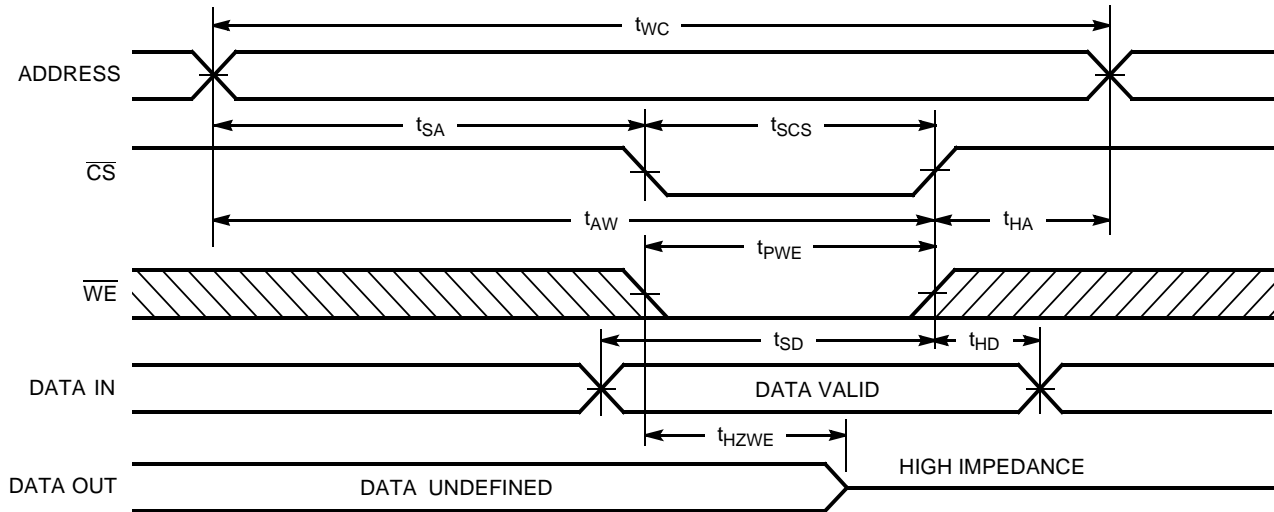 tWC
ADDRESS
tSA
tSCS
CS
tAW
tHA
tPWE
WE
tSD
tHD
DATA IN
DATA VALID
tHZWE
HIGH IMPEDANCE
DATA OUT
DATA UNDEFINED